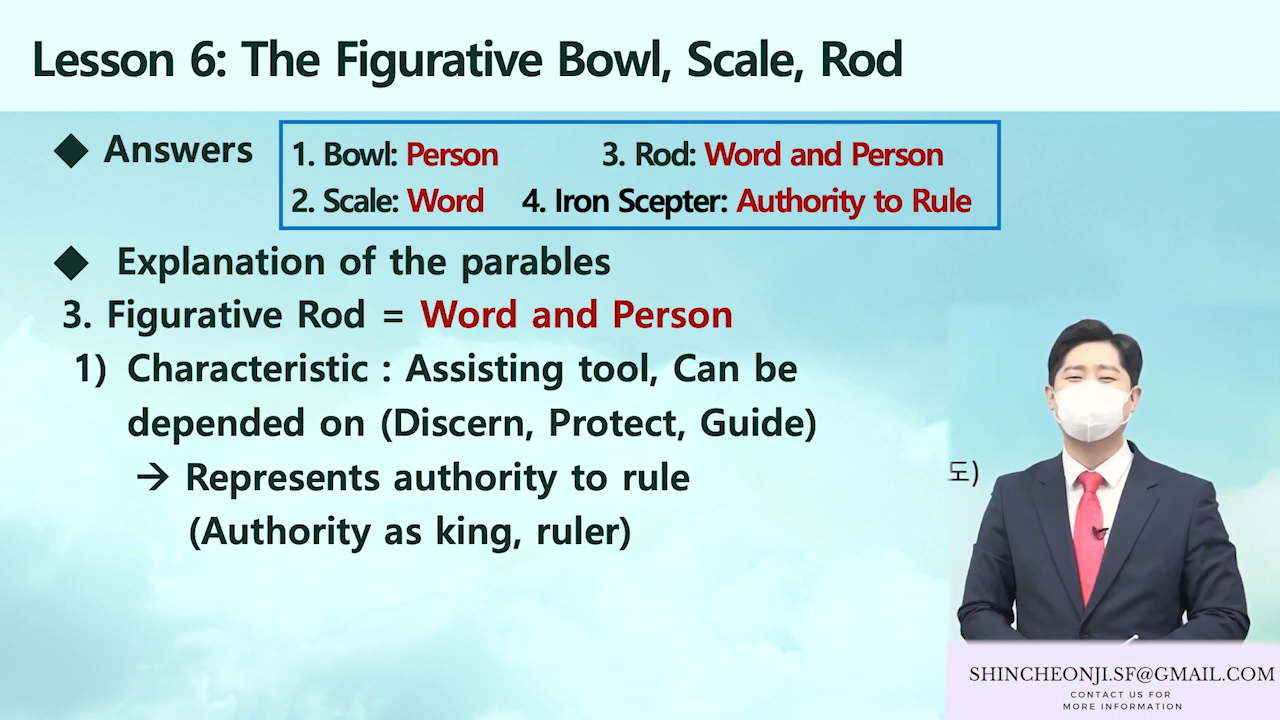 Lesson 6: The Figurative Bowl, Scale, Rod
◆ Answers
1. Bowl: Person 3. Rod: Word and Person
2. Scale: Word 4. Iron Scepter: Authority to Rule
◆ Explanation of the parables
3. Figurative Rod = Word and Person
1) Characteristic : Assisting tool, Can be
depended on (Discern, Protect, Guide)
→ Represents authority to rule
(Authority as king, ruler)
도)
SHINCHEONJI.SF@GMAIL.COM
CONTACT US FOR
MORE INFORMATION